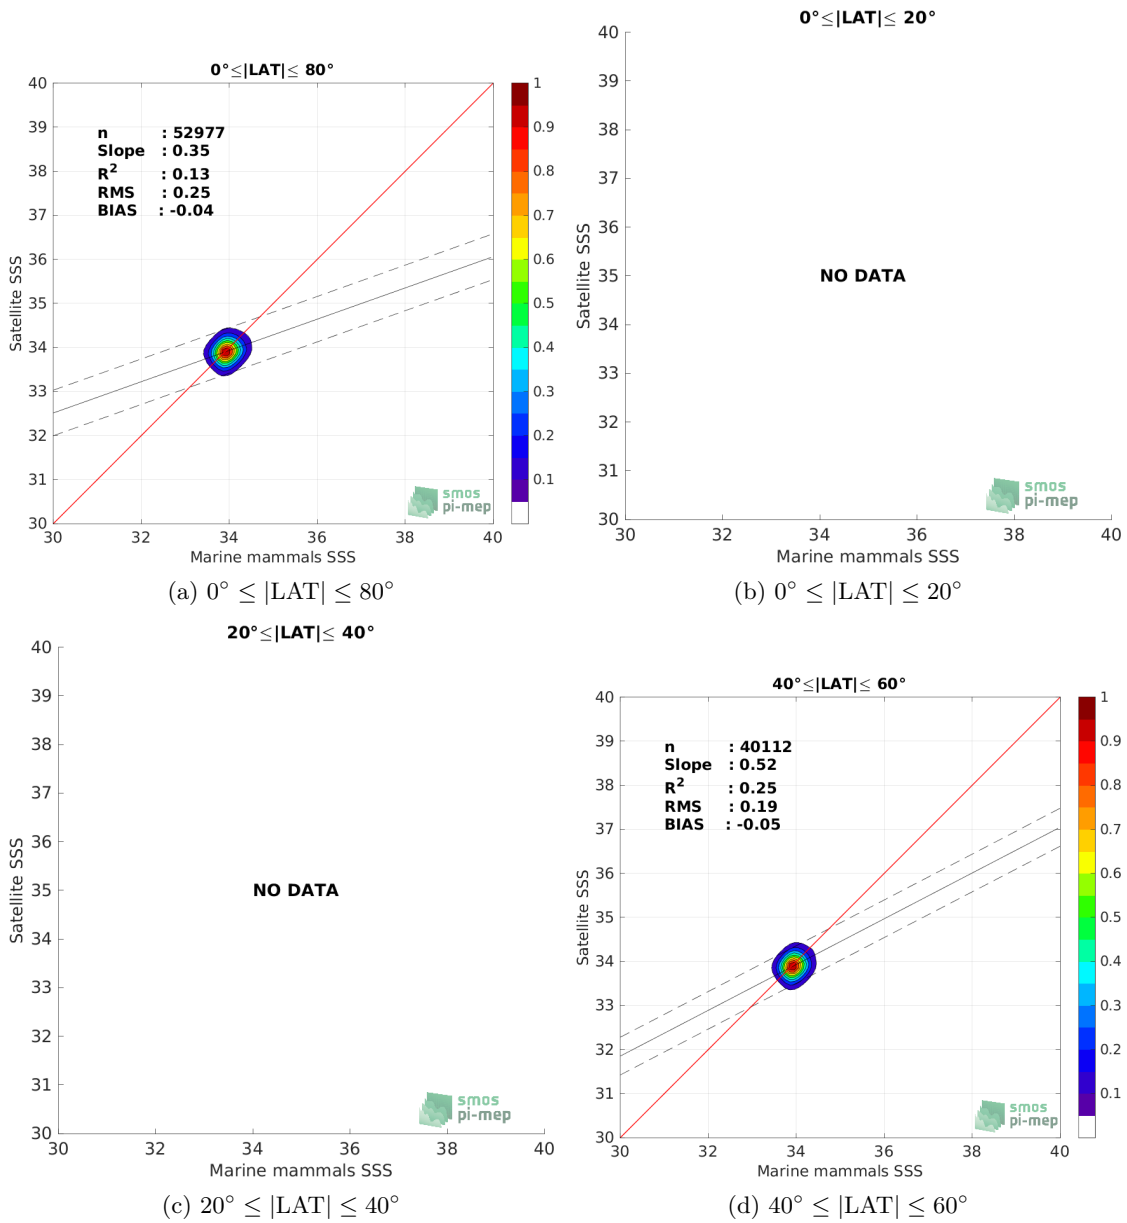 0°≤|LAT|≤ 80°
40
39
38
37
36
35
34
33
32
31
30
Satellite SSS
n : 52977
Slope : 0.35
R² : 0.13
RMS : 0.25
BIAS : -0.04
smos
pi-mep
30 32 34 36 38 40
Marine mammals SSS
1
0.9
0.8
0.7
0.6
0.5
0.4
0.3
0.2
0.1
(a) 0° ≤ |LAT| ≤ 80°
0°≤|LAT|≤ 20°
40
39
38
37
36
35
34
33
32
31
30
Satellite SSS
NO DATA
smos
pi-mep
30 32 34 36 38 40
Marine mammals SSS
(b) 0° ≤ |LAT| ≤ 20°
20°≤|LAT|≤ 40°
40
39
38
37
36
35
34
33
32
31
30
Satellite SSS
NO DATA
smos
pi-mep
30 32 34 36 38 40
Marine mammals SSS
(c) 20° ≤ |LAT| ≤ 40°
40°≤|LAT|≤ 60°
40
39
38
37
36
35
34
33
32
31
30
Satellite SSS
n : 40112
Slope : 0.52
R² : 0.25
RMS : 0.19
BIAS : -0.05
smos
pi-mep
30 32 34 36 38 40
Marine mammals SSS
1
0.9
0.8
0.7
0.6
0.5
0.4
0.3
0.2
0.1
(d) 40° ≤ |LAT| ≤ 60°